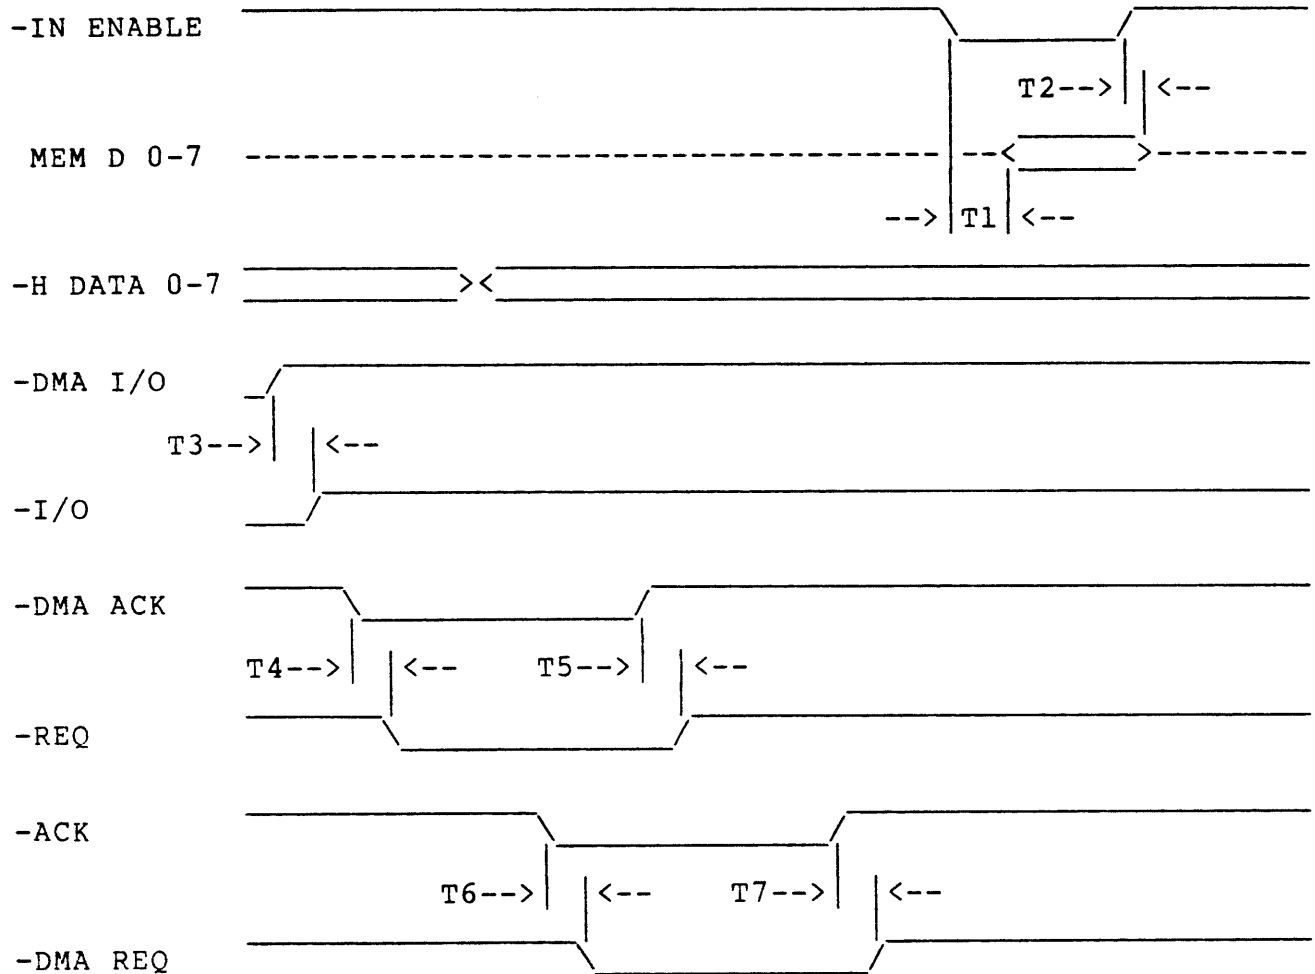 -IN ENABLE
T2--> <--
MEM D 0-7
--> T1 <--
-H DATA 0-7
-DMA I/O
T3--> <--
-I/O
-DMA ACK
T4--> <-- T5--> <--
-REQ
-ACK
T6--> <-- T7--> <--
-DMA REQ